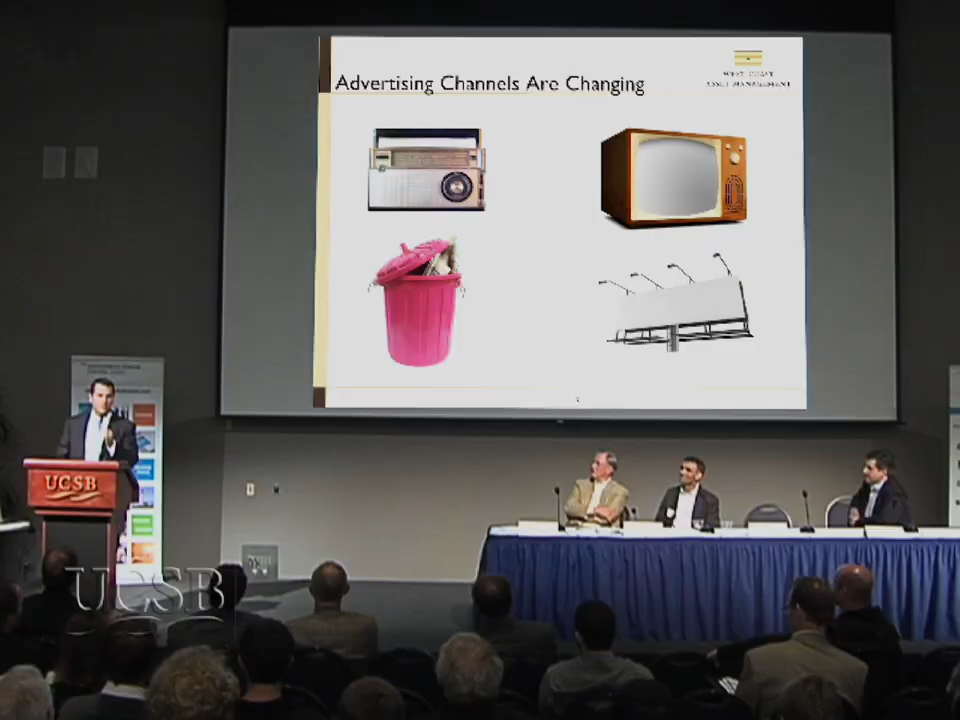 Advertising Channels Are Changing
WEST COAST
ASSET MANAGEMENT
UCSB
UCSB